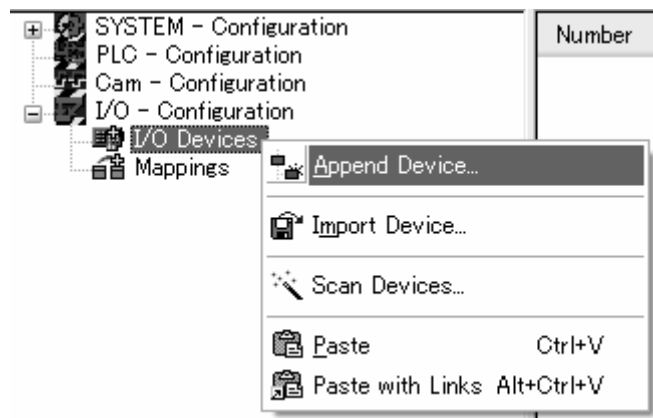 SYSTEM - Configuration
Number
PLC - Configuration
Cam - Configuration
I/O - Configuration
I/O Devices
Mappings
Append Device...
Import Device...
Scan Devices...
Paste Ctrl+V
Paste with Links Alt+Ctrl+V